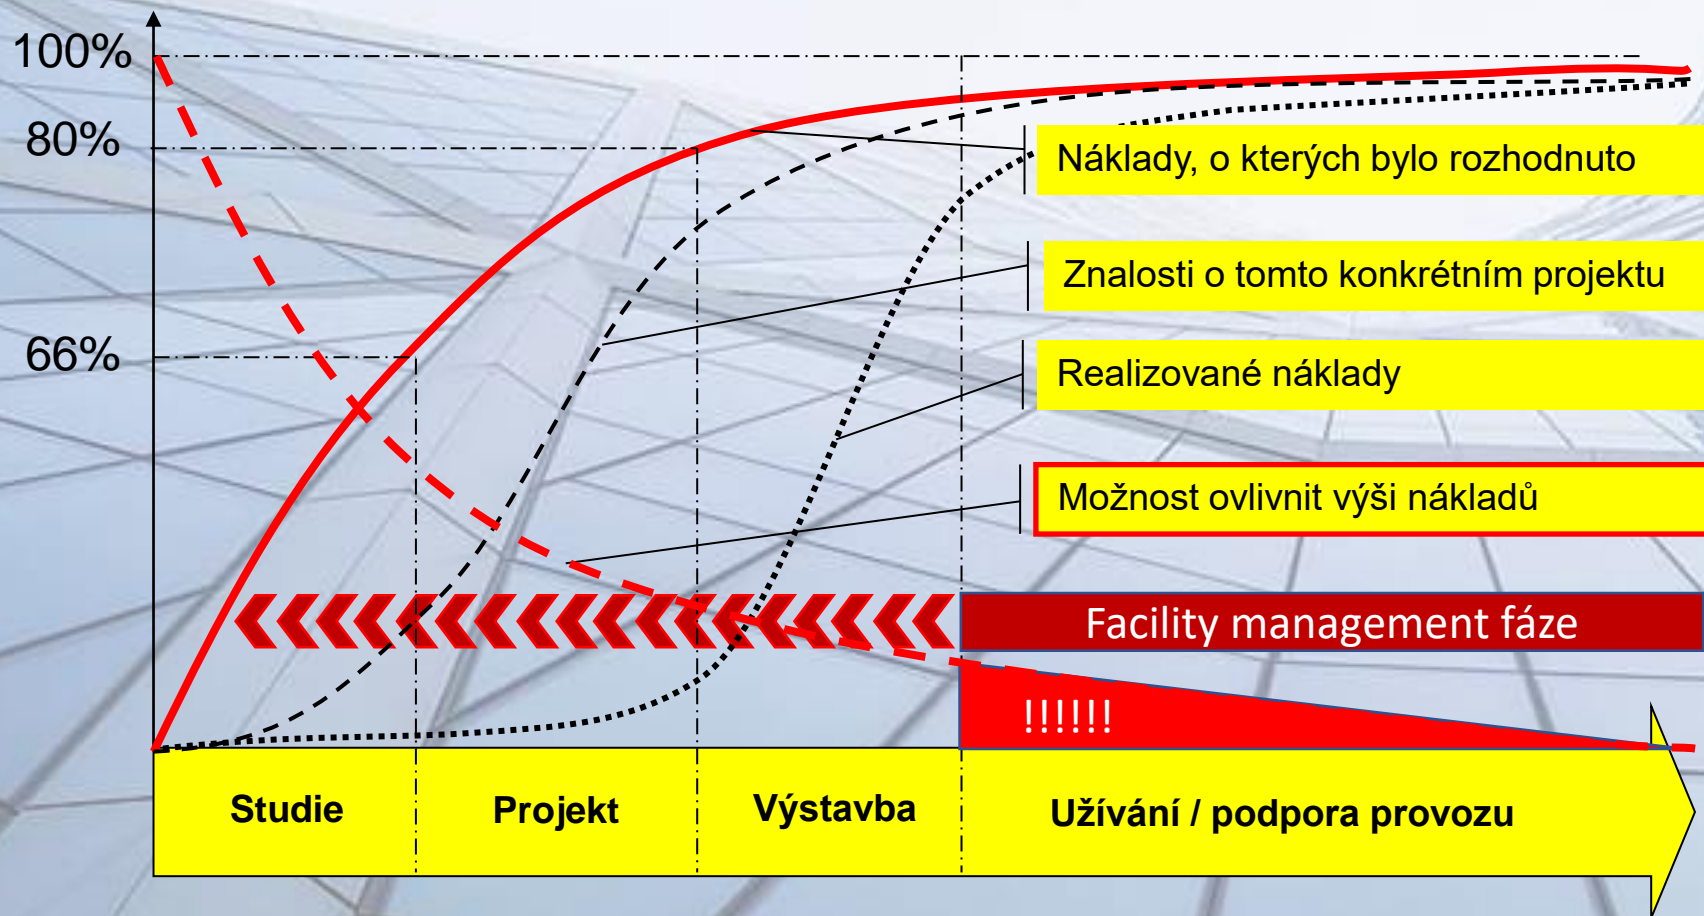 100%
80%
Náklady, o kterých bylo rozhodnuto
Znalosti o tomto konkrétním projektu
66%
Realizované náklady
Možnost ovlivnit výši nákladů
Facility management fáze
!!!!!!
Studie
Projekt
Výstavba
Užívání / podpora provozu